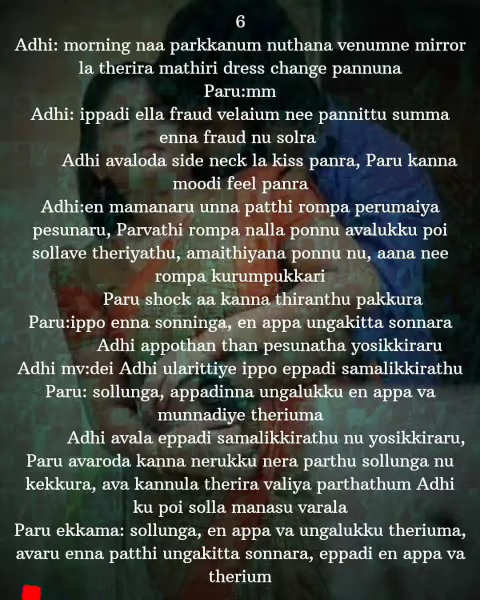 6
Adhi: morning naa parkkanum nuthana venumne mirror
la therira mathiri dress change pannuna
Paru:mm
Adhi: ippadi ella fraud velaium nee pannittu summa
enna fraud nu solra
Adhi avaloda side neck la kiss panra, Paru kanna
moodi feel panra
Adhi:en mamanaru unna patthi rompa perumaiya
pesunaru, Parvathi rompa nalla ponnu avalukku poi
sollave theriyathu, amaithiyana ponnu nu, aana nee
rompa kurumpukkari
Paru shock aa kanna thiranthu pakkura
Paru:ippo enna sonninga, en appa ungakitta sonnara
Adhi appothan than pesunatha yosikkiraru
Adhi mv:dei Adhi ularittiye ippo eppadi samalikkirathu
Paru: sollunga, appadinna ungalukku en appa va
munnadiye theriuma
Adhi avala eppadi samalikkirathu nu yosikkiraru,
Paru avaroda kanna nerukku nera parthu sollunga nu
kekkura, ava kannula therira valiya parthathum Adhi
ku poi solla manasu varala
Paru ekkama: sollunga, en appa va ungalukku theriuma,
avaru enna patthi ungakitta sonnara, eppadi en appa va
therium